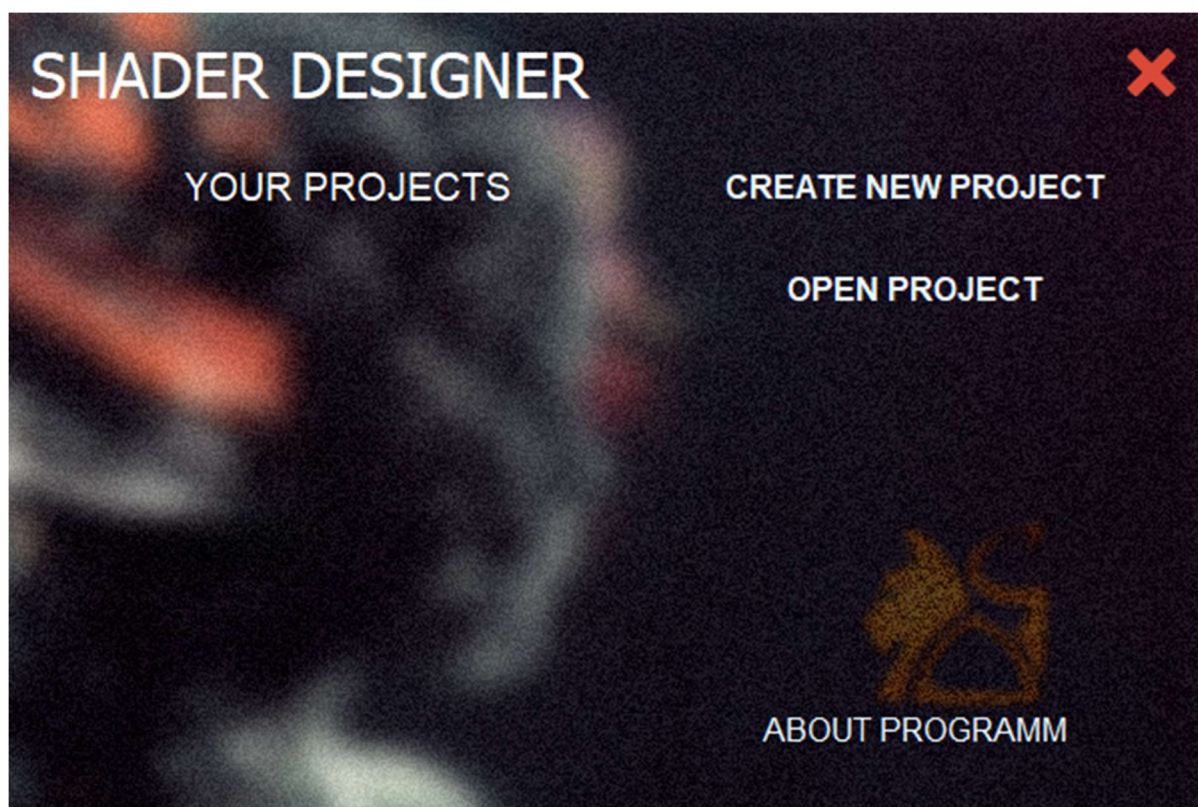 SHADER DESIGNER
YOUR PROJECTS
CREATE NEW PROJECT
OPEN PROJECT
ABOUT PROGRAMM